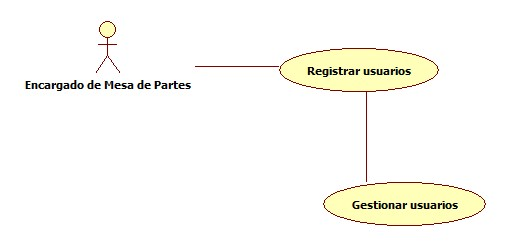 Encargado de Mesa de Partes
Registrar usuarios
Gestionar usuarios